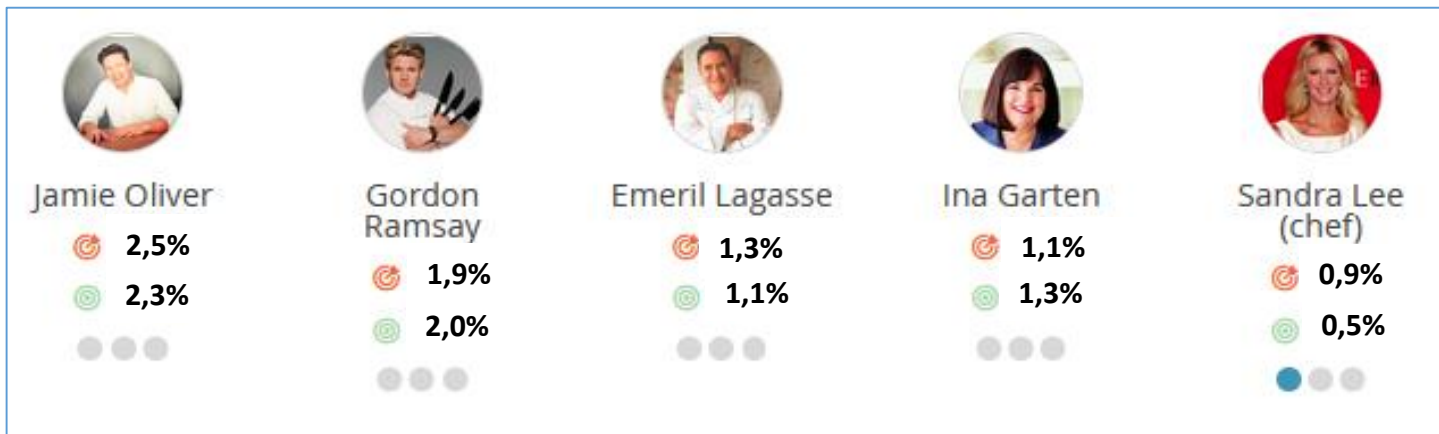 Jamie Oliver
2,5%
2,3%
Gordon
Ramsay
1,9%
2,0%
Emeril Lagasse
1,3%
1,1%
Ina Garten
1,1%
1,3%
E
Sandra Lee
(chef)
0,9%
0,5%